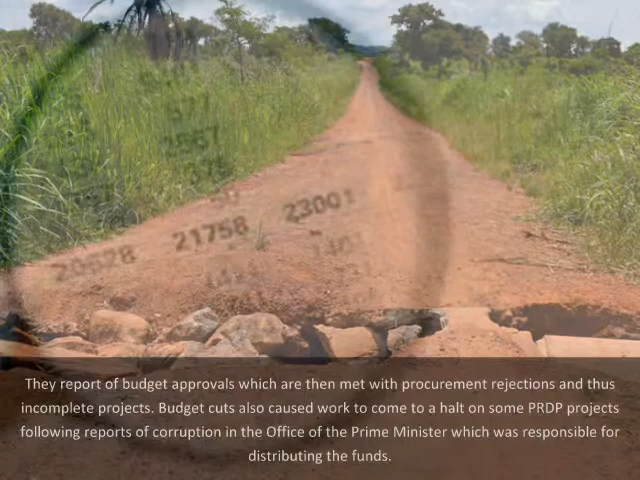 23001
21758
They report of budget approvals which are then met with procurement rejections and thus
incomplete projects. Budget cuts also caused work to come to a halt on some PRDP projects
following reports of corruption in the Office of the Prime Minister which was responsible for
distributing the funds.